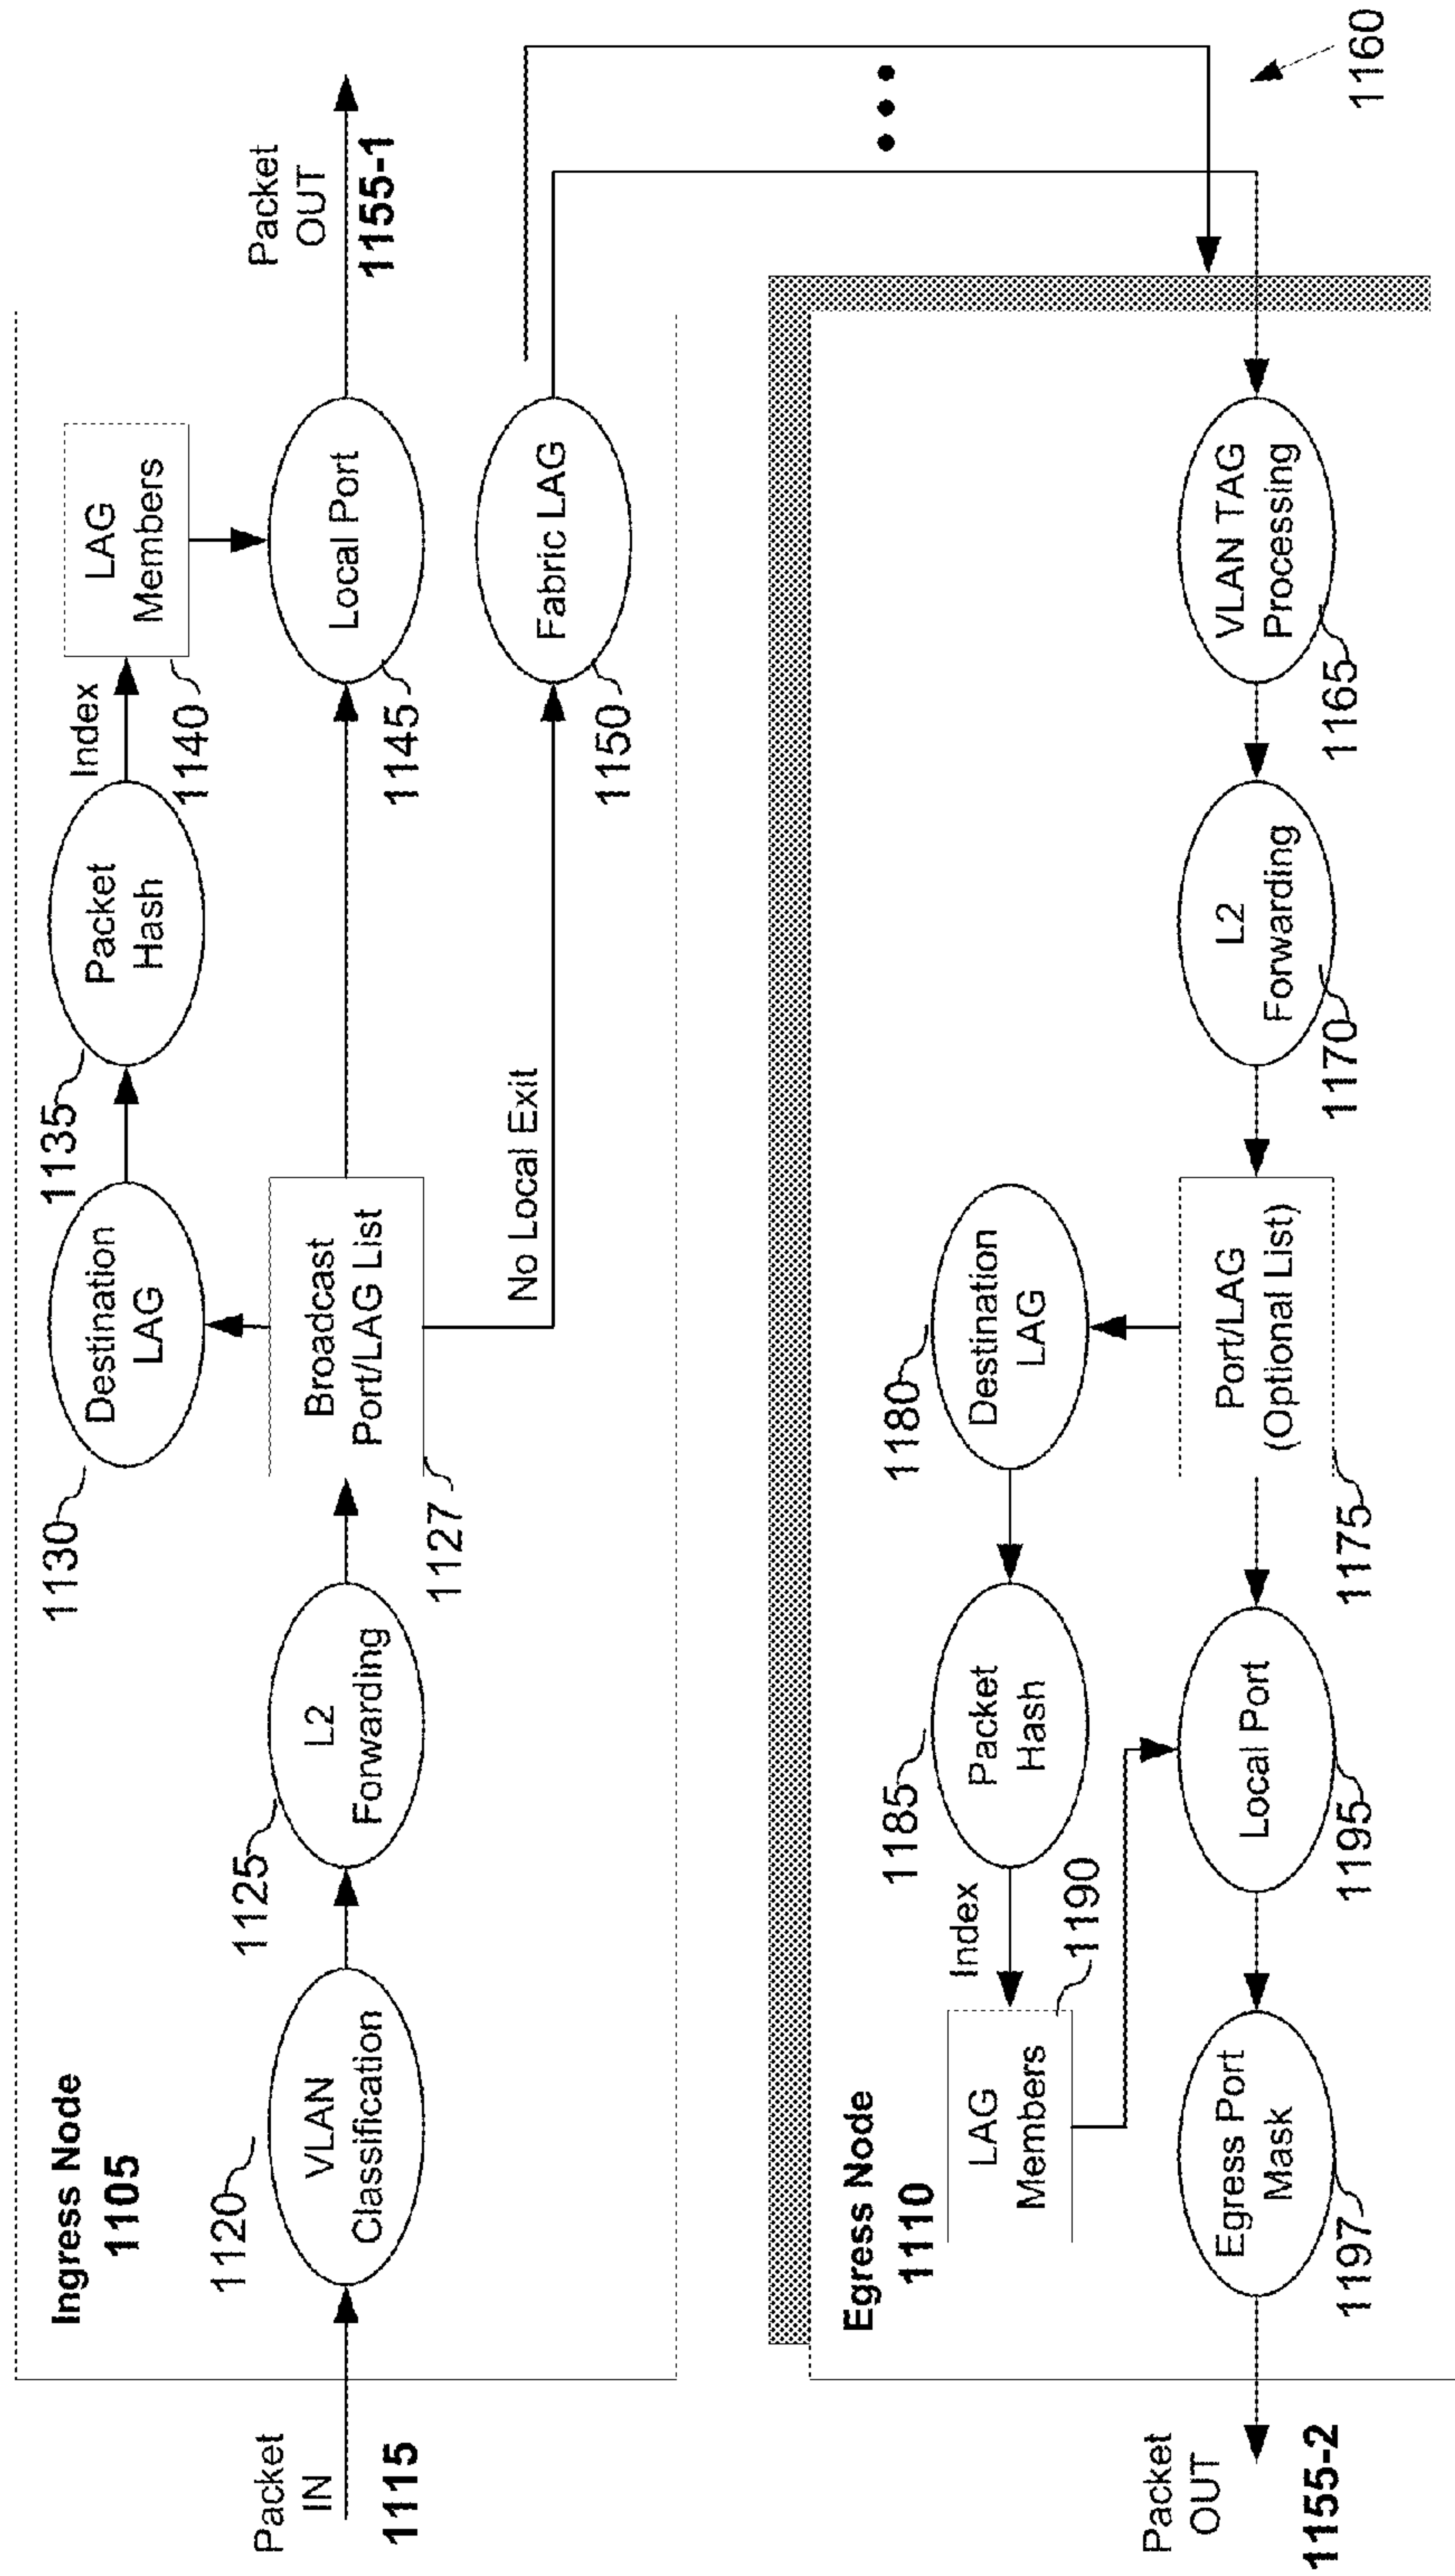 Ingress Node
1105
Packet
IN
1115
1120
VLAN
Classification
1125
L2
Forwarding
1127
Broadcast
Port/LAG List
1130
Destination
LAG
1135
Packet
Hash
Index
1140
LAG
Members
1145
Local Port
Packet
OUT
1155-1
No Local Exit
1150
Fabric LAG
1160
Egress Node
1110
1165
VLAN TAG
Processing
1170
L2
Forwarding
1175
Port/LAG
(Optional List)
1180
Destination
LAG
1185
Packet
Hash
Index
1190
LAG
Members
1195
Local Port
1197
Egress Port
Mask
Packet
OUT
1155-2